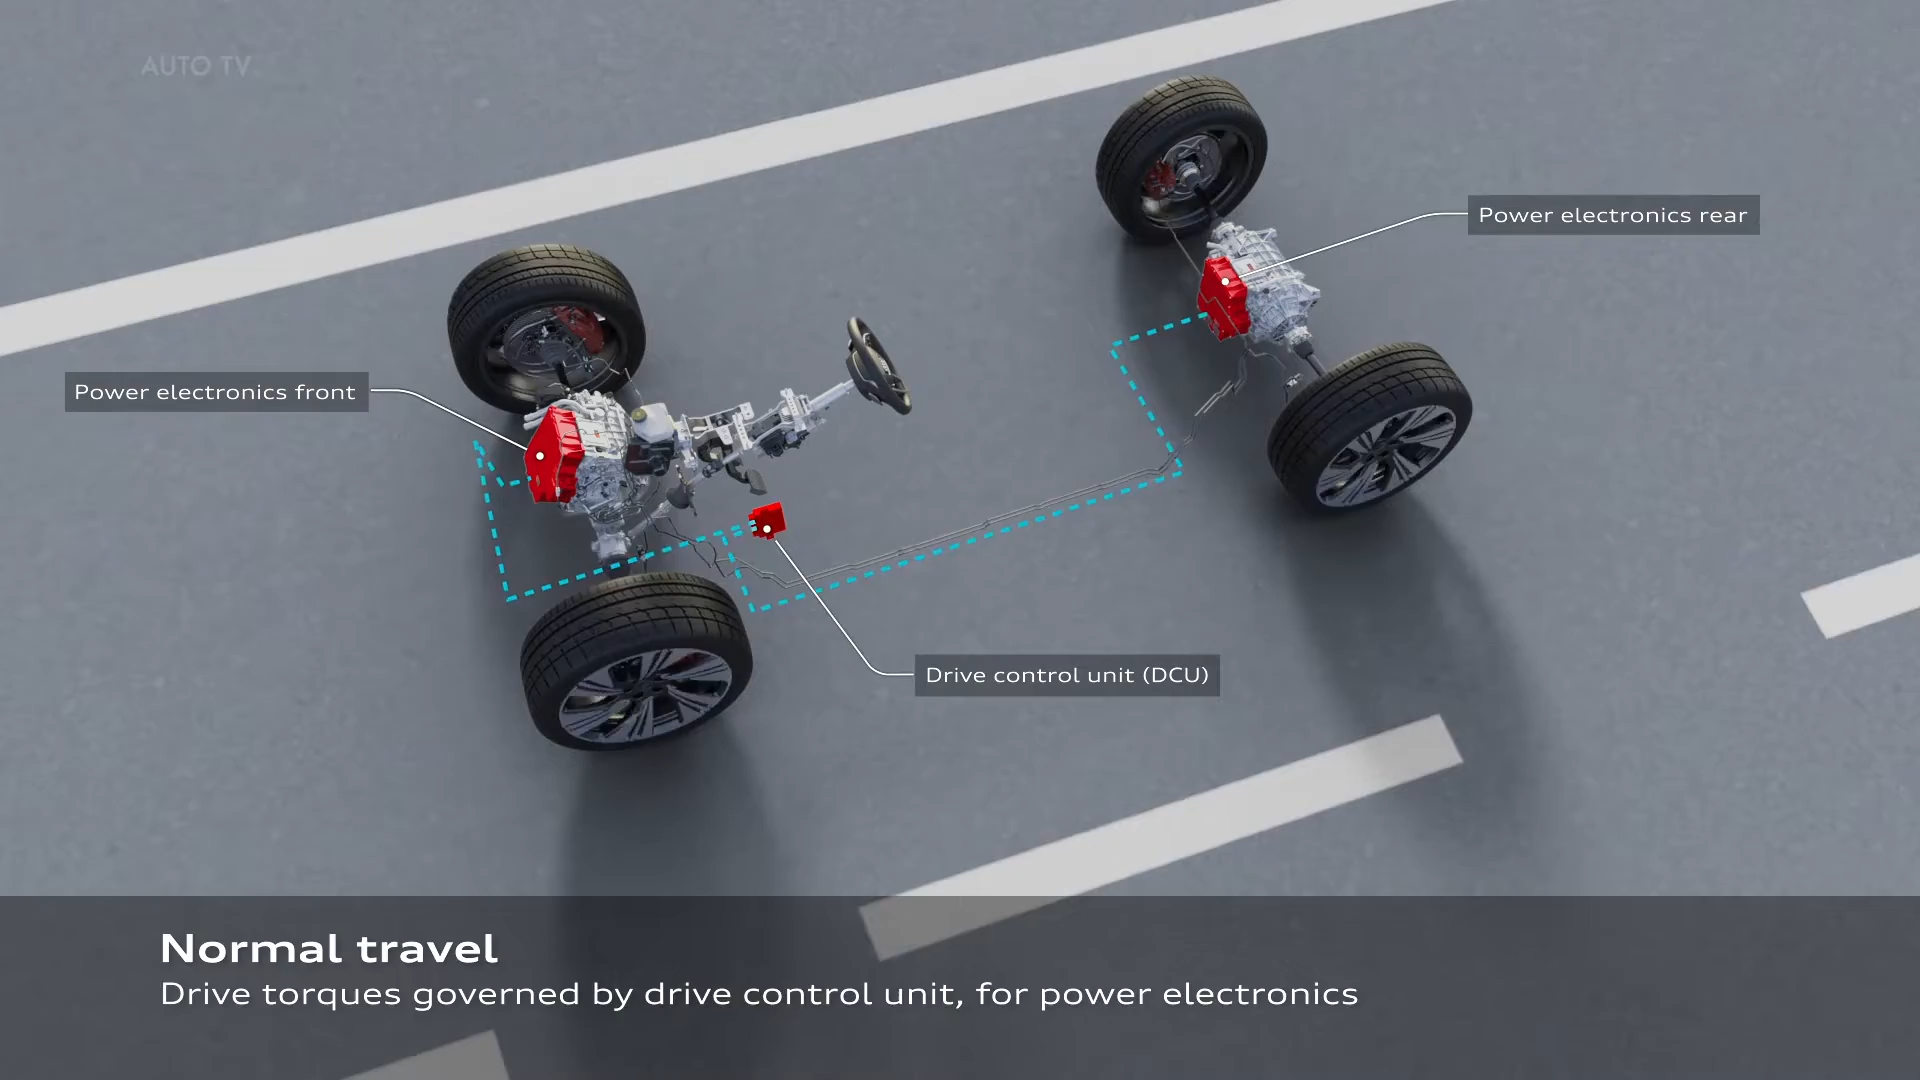 AUTO TV
Power electronics rear
Power electronics front
Drive control unit (DCU)
Normal travel
Drive torques governed by drive control unit, for power electronics